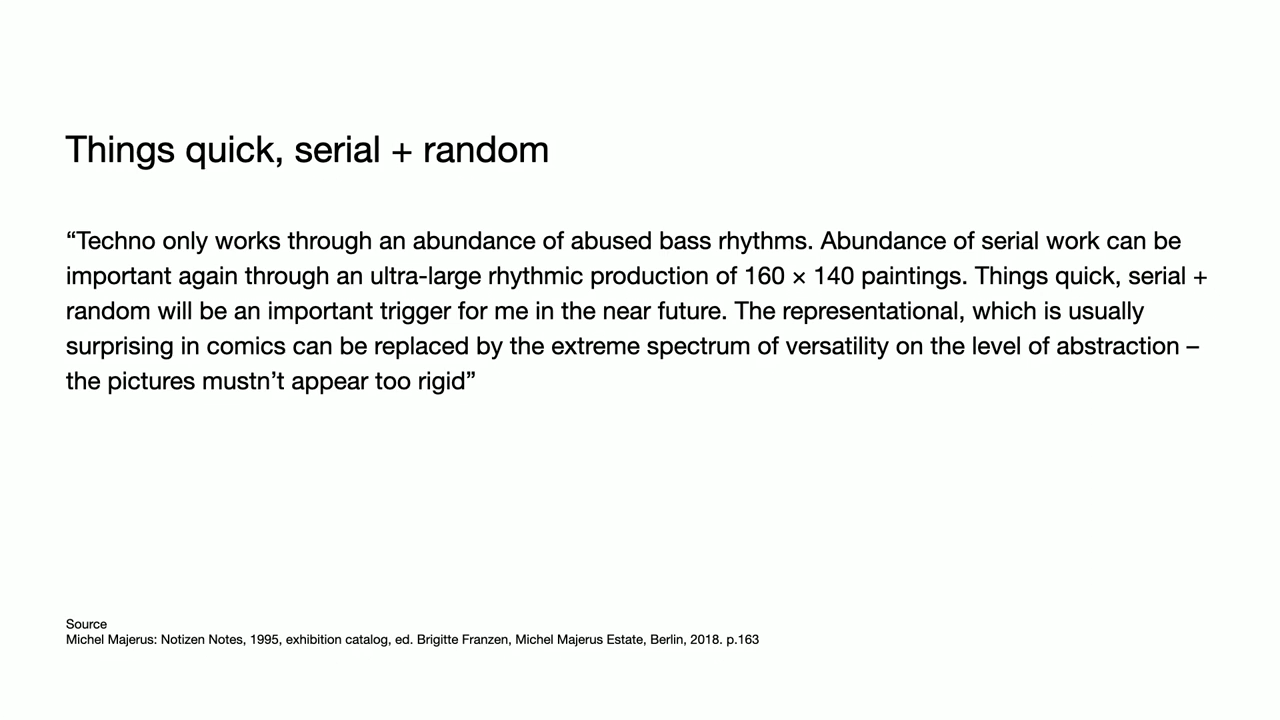 Things quick, serial + random
“Techno only works through an abundance of abused bass rhythms. Abundance of serial work can be
important again through an ultra-large rhythmic production of 160 × 140 paintings. Things quick, serial +
random will be an important trigger for me in the near future. The representational, which is usually
surprising in comics can be replaced by the extreme spectrum of versatility on the level of abstraction –
the pictures mustn’t appear too rigid”
Source
Michel Majerus: Notizen Notes, 1995, exhibition catalog, ed. Brigitte Franzen, Michel Majerus Estate, Berlin, 2018. p.163